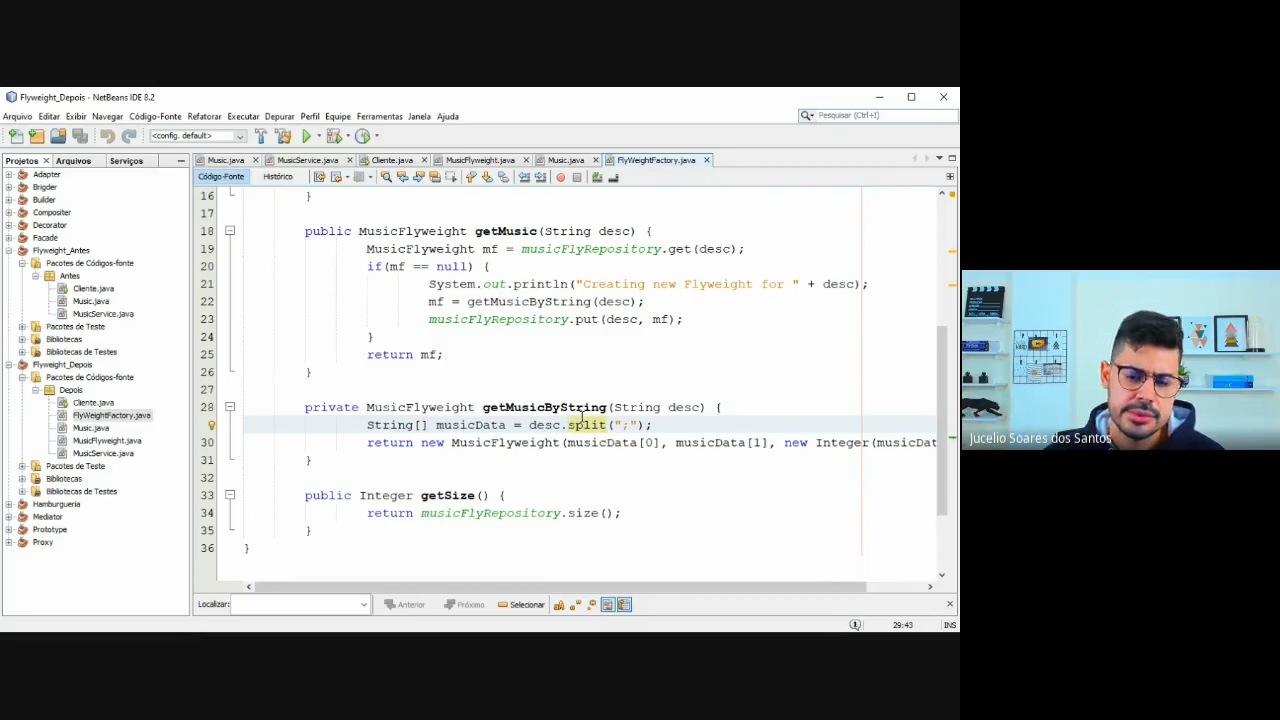 Flyweight_Depois - NetBeans IDE 8.2
Arquivo Editar Exibir Navegar Código-Fonte Refatorar Executar Depurar Perfil Equipe Ferramentas Janela Ajuda
Pesquisar (Ctrl+I)
<config. default>
Projetos Arquivos Serviços
Music.java MusicService.java Cliente.java MusicFlyweight.java Music.java FlyWeightFactory.java
Código-Fonte Histórico
Adapter
Brigder
Builder
Compositer
Decorator
Facade
Flyweight_Antes
Pacotes de Códigos-fonte
Antes
Cliente.java
Music.java
MusicService.java
Pacotes de Teste
Bibliotecas
Bibliotecas de Testes
Flyweight_Depois
Pacotes de Códigos-fonte
Depois
Cliente.java
FlyWeightFactory.java
Music.java
MusicFlyweight.java
MusicService.java
Pacotes de Teste
Bibliotecas
Bibliotecas de Testes
Hamburgueria
Mediator
Prototype
Proxy
16 }
17
18 public MusicFlyweight getMusic(String desc) {
19 MusicFlyweight mf = musicFlyRepository.get(desc);
20 if(mf == null) {
21 System.out.println("Creating new Flyweight for " + desc);
22 mf = getMusicByString(desc);
23 musicFlyRepository.put(desc, mf);
24 }
25 return mf;
26 }
27
28 private MusicFlyweight getMusicByString(String desc) {
String[] musicData = desc.split(";");
30 return new MusicFlyweight(musicData[0], musicData[1], new Integer(musicDat
31 }
32
33 public Integer getSize() {
34 return musicFlyRepository.size();
35 }
36 }
Localizar: Anterior Próximo Selecionar
29:43 INS
Jucelio Soares dos Santos